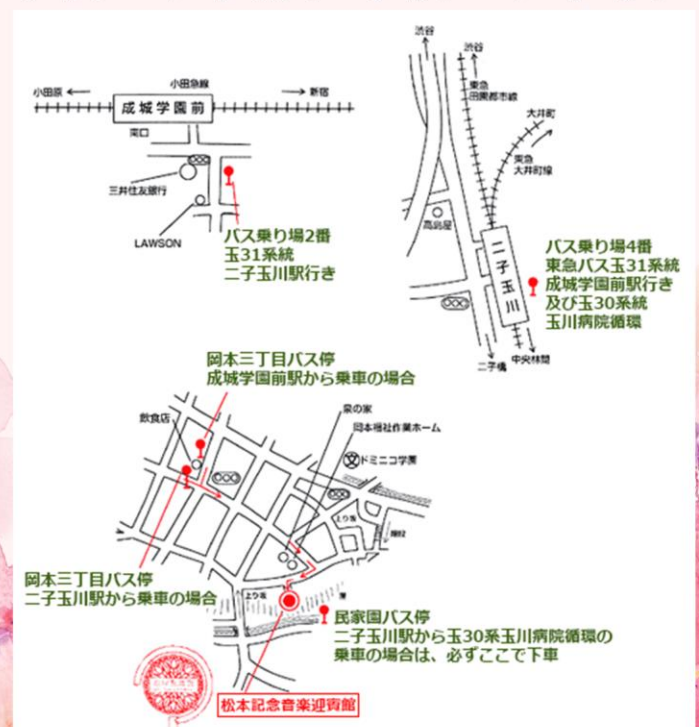 小田急線
小田原
新宿
成城学園前
南口
三井住友銀行
LAWSON
バス乗り場2番
玉31系統
二子玉川駅行き
渋谷
渋谷
東急
田園都市線
大井町
東急
大井町線
高島屋
二子玉川
バス乗り場4番
東急バス玉31系統
成城学園前駅行き
及び玉30系統
玉川病院循環
二子橋
中央林間
岡本三丁目バス停
成城学園前駅から乗車の場合
飲食店
泉の家
岡本福祉作業ホーム
ドミニコ学園
上り坂
階段
岡本三丁目バス停
二子玉川駅から乗車の場合
上り坂
民家園バス停
二子玉川駅から玉30系玉川病院循環の
乗車の場合は、必ずここで下車
松本記念音楽迎賓館